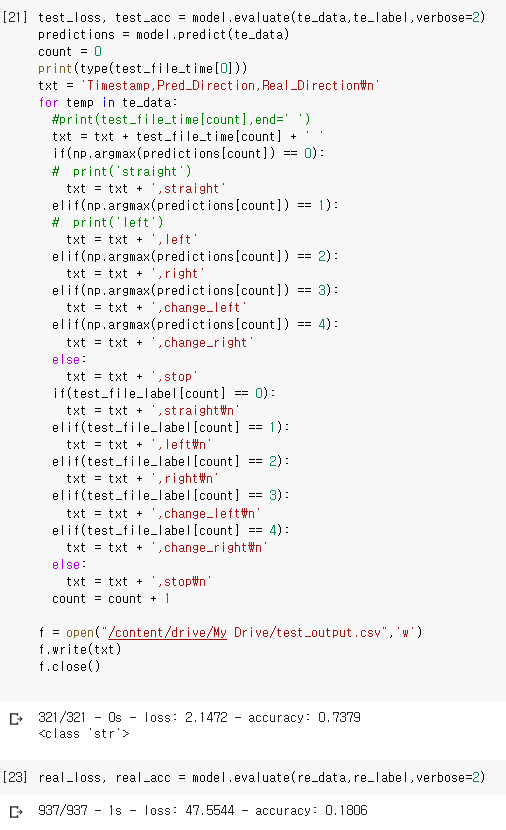 [21] test_loss, test_acc = model.evaluate(te_data,te_label,verbose=2)
predictions = model.predict(te_data)
count = 0
print(type(test_file_time[0]))
txt = 'Timestamp,Pred_Direction,Real_Direction₩n'
for temp in te_data:
  #print(test_file_time[count],end=' ')
  txt = txt + test_file_time[count] + ' '
  if(np.argmax(predictions[count]) == 0):
  #  print('straight')
    txt = txt + ',straight'
  elif(np.argmax(predictions[count]) == 1):
  #  print('left')
    txt = txt + ',left'
  elif(np.argmax(predictions[count]) == 2):
    txt = txt + ',right'
  elif(np.argmax(predictions[count]) == 3):
    txt = txt + ',change_left'
  elif(np.argmax(predictions[count]) == 4):
    txt = txt + ',change_right'
  else:
    txt = txt + ',stop'
  if(test_file_label[count] == 0):
    txt = txt + ',straight₩n'
  elif(test_file_label[count] == 1):
    txt = txt + ',left₩n'
  elif(test_file_label[count] == 2):
    txt = txt + ',right₩n'
  elif(test_file_label[count] == 3):
    txt = txt + ',change_left₩n'
  elif(test_file_label[count] == 4):
    txt = txt + ',change_right₩n'
  else:
    txt = txt + ',stop₩n'
  count = count + 1
f = open("/content/drive/My Drive/test_output.csv",'w')
f.write(txt)
f.close()
321/321 - 0s - loss: 2.1472 - accuracy: 0.7379
<class 'str'>
[23] real_loss, real_acc = model.evaluate(re_data,re_label,verbose=2)
937/937 - 1s - loss: 47.5544 - accuracy: 0.1806